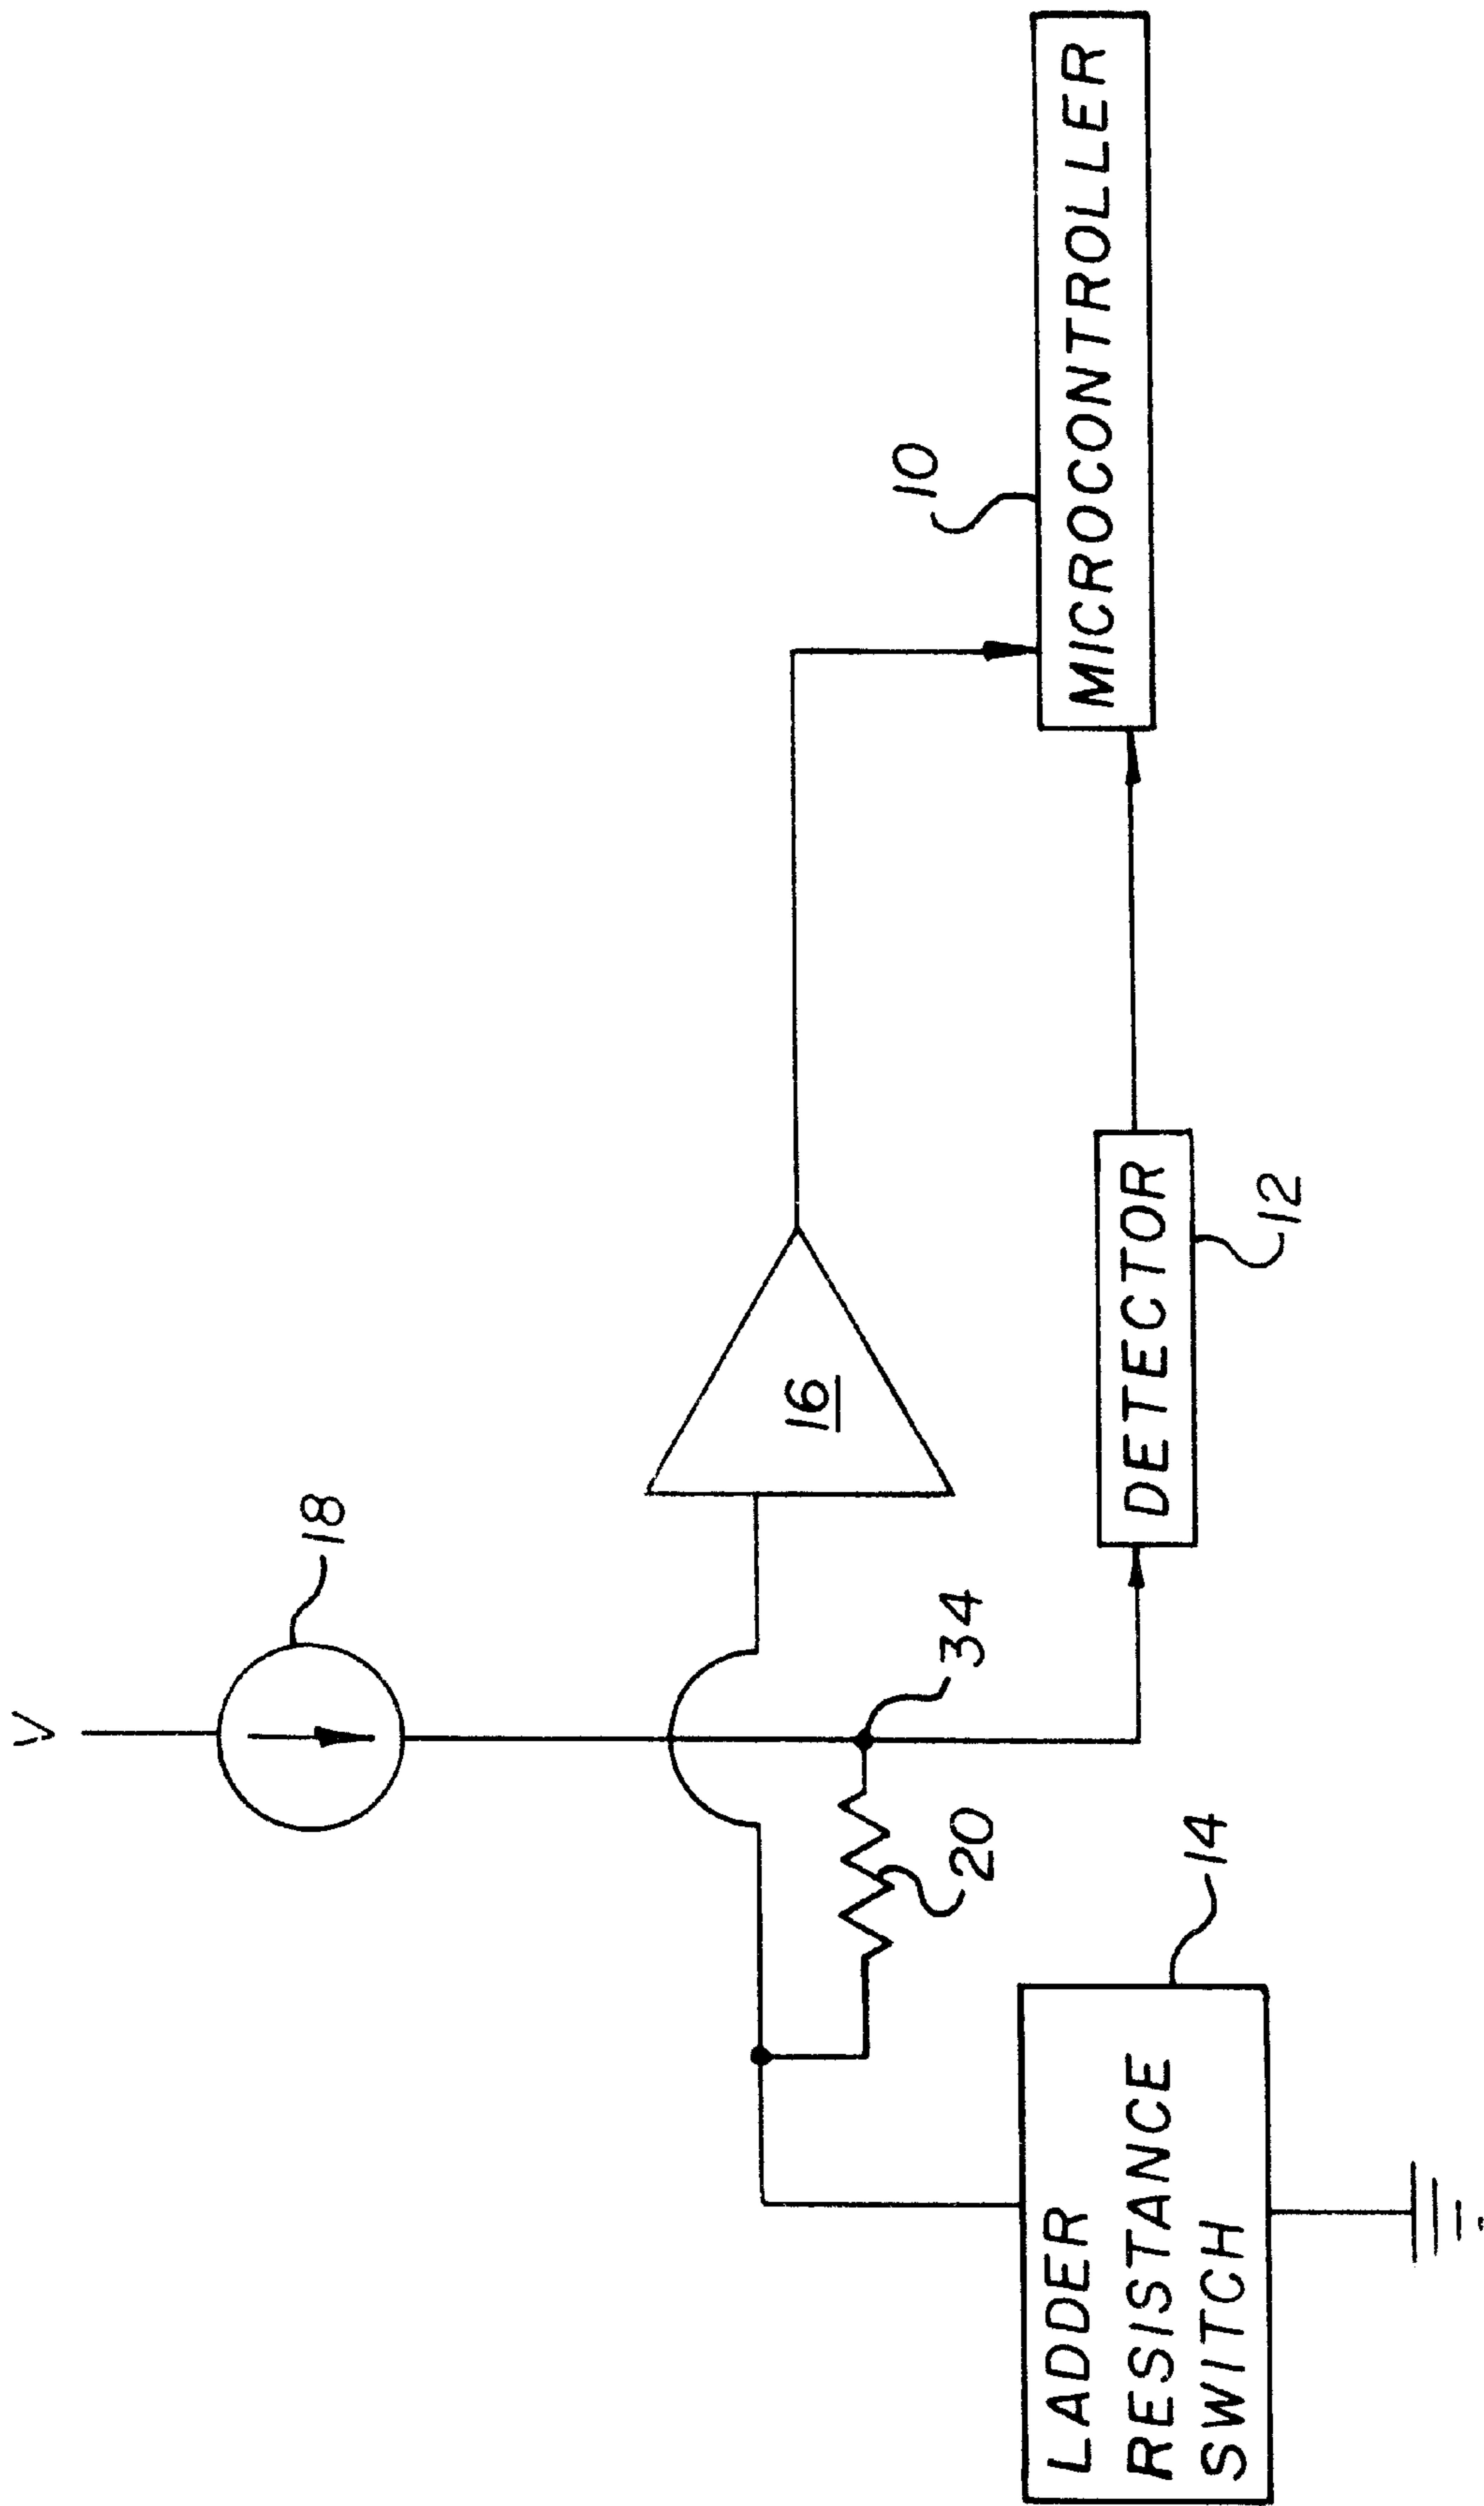 V
18
16
10
MICROCONTROLLER
34
20
DETECTOR
12
14
LADDER
RESISTANCE
SWITCH